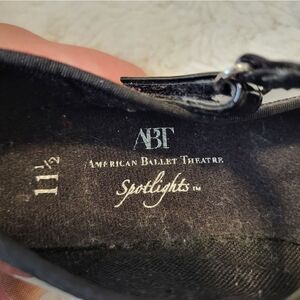 ABT
AMERICAN BALLET THEATRE
Spotlights™
11½